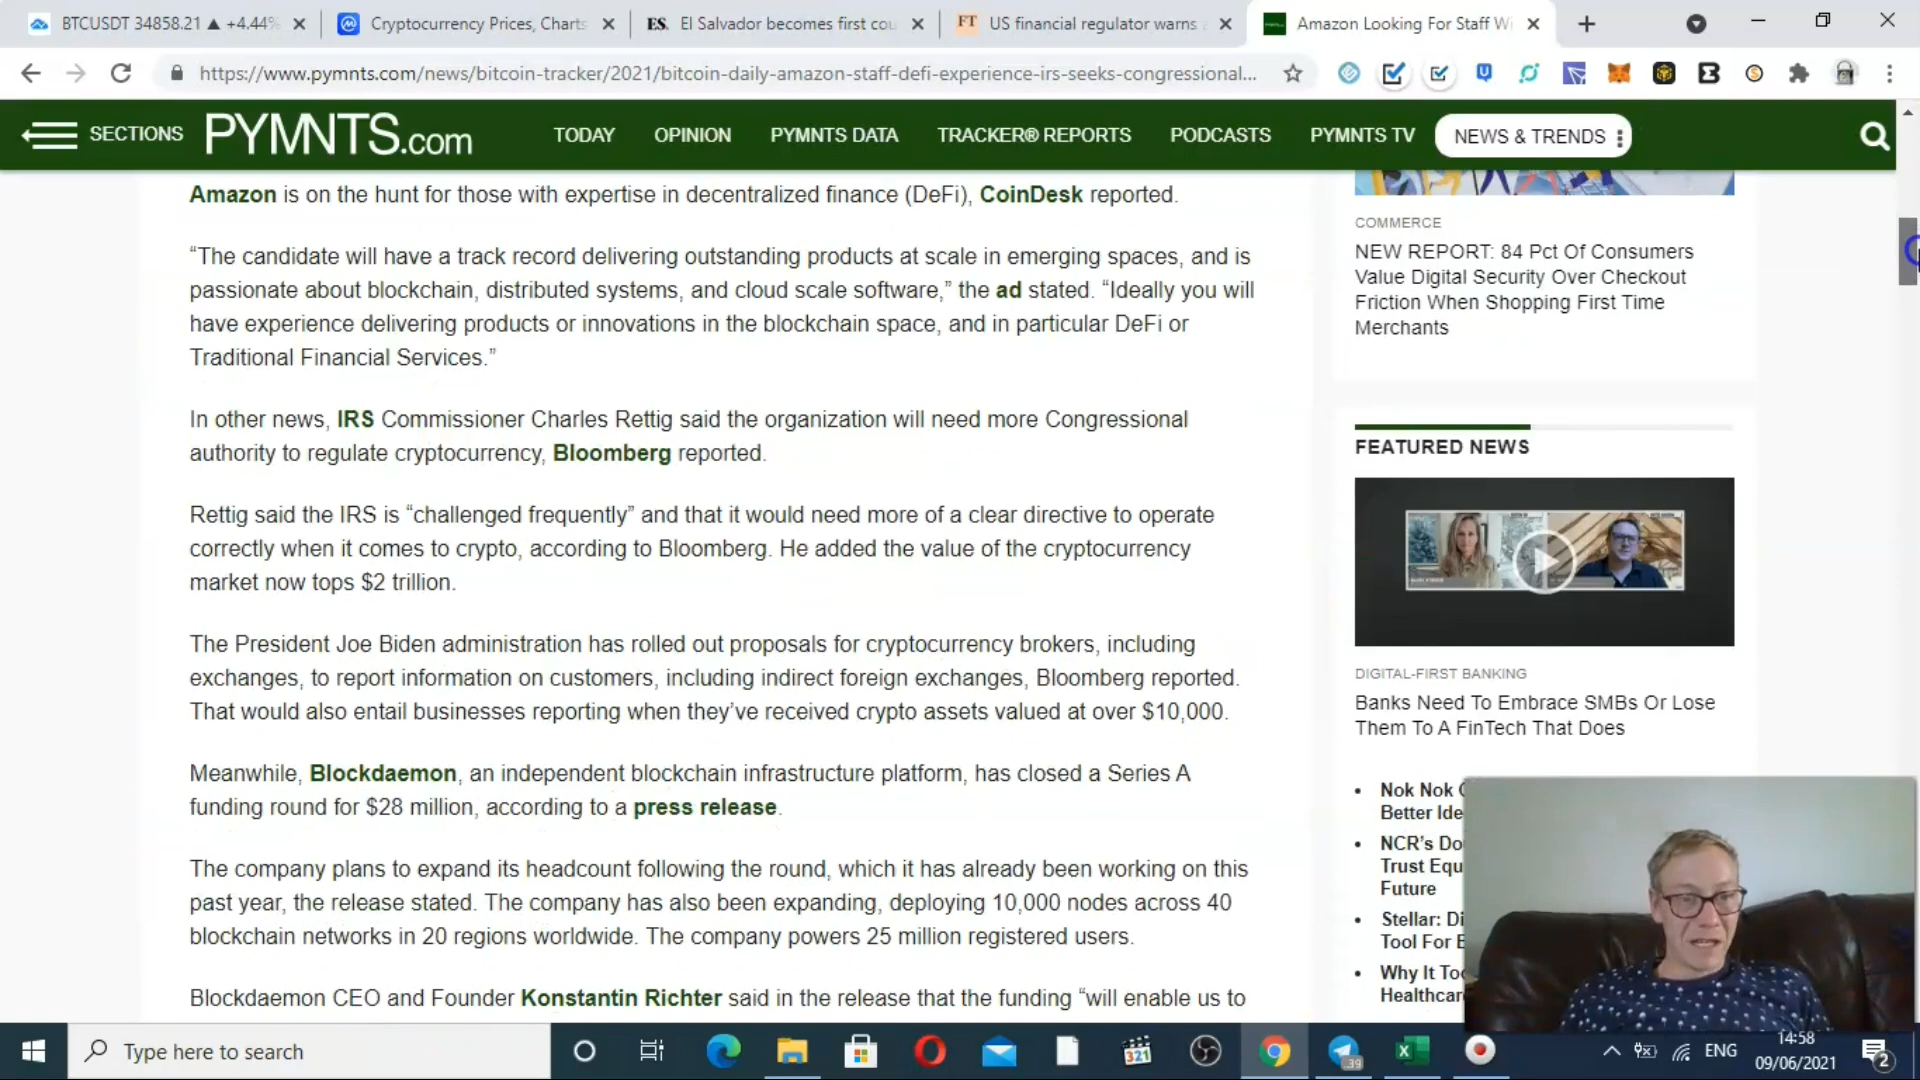 BTCUSDT 34858.21 ▲ +4.44%
Cryptocurrency Prices, Charts
ES. El Salvador becomes first cou
FT US financial regulator warns
Amazon Looking For Staff Wi
https://www.pymnts.com/news/bitcoin-tracker/2021/bitcoin-daily-amazon-staff-defi-experience-irs-seeks-congressional...
SECTIONS PYMNTS.com TODAY OPINION PYMNTS DATA TRACKER® REPORTS PODCASTS PYMNTS TV NEWS & TRENDS
Amazon is on the hunt for those with expertise in decentralized finance (DeFi), CoinDesk reported.
“The candidate will have a track record delivering outstanding products at scale in emerging spaces, and is
passionate about blockchain, distributed systems, and cloud scale software,” the ad stated. “Ideally you will
have experience delivering products or innovations in the blockchain space, and in particular DeFi or
Traditional Financial Services.”
In other news, IRS Commissioner Charles Rettig said the organization will need more Congressional
authority to regulate cryptocurrency, Bloomberg reported.
Rettig said the IRS is “challenged frequently” and that it would need more of a clear directive to operate
correctly when it comes to crypto, according to Bloomberg. He added the value of the cryptocurrency
market now tops $2 trillion.
The President Joe Biden administration has rolled out proposals for cryptocurrency brokers, including
exchanges, to report information on customers, including indirect foreign exchanges, Bloomberg reported.
That would also entail businesses reporting when they’ve received crypto assets valued at over $10,000.
Meanwhile, Blockdaemon, an independent blockchain infrastructure platform, has closed a Series A
funding round for $28 million, according to a press release.
The company plans to expand its headcount following the round, which it has already been working on this
past year, the release stated. The company has also been expanding, deploying 10,000 nodes across 40
blockchain networks in 20 regions worldwide. The company powers 25 million registered users.
Blockdaemon CEO and Founder Konstantin Richter said in the release that the funding “will enable us to
COMMERCE
NEW REPORT: 84 Pct Of Consumers
Value Digital Security Over Checkout
Friction When Shopping First Time
Merchants
FEATURED NEWS
DIGITAL-FIRST BANKING
Banks Need To Embrace SMBs Or Lose
Them To A FinTech That Does
Nok Nok
Better Ide
NCR’s Do
Trust Equ
Future
Stellar: Di
Tool For E
Why It Too
Healthcar
Type here to search
321
39
ENG
14:58
09/06/2021
2